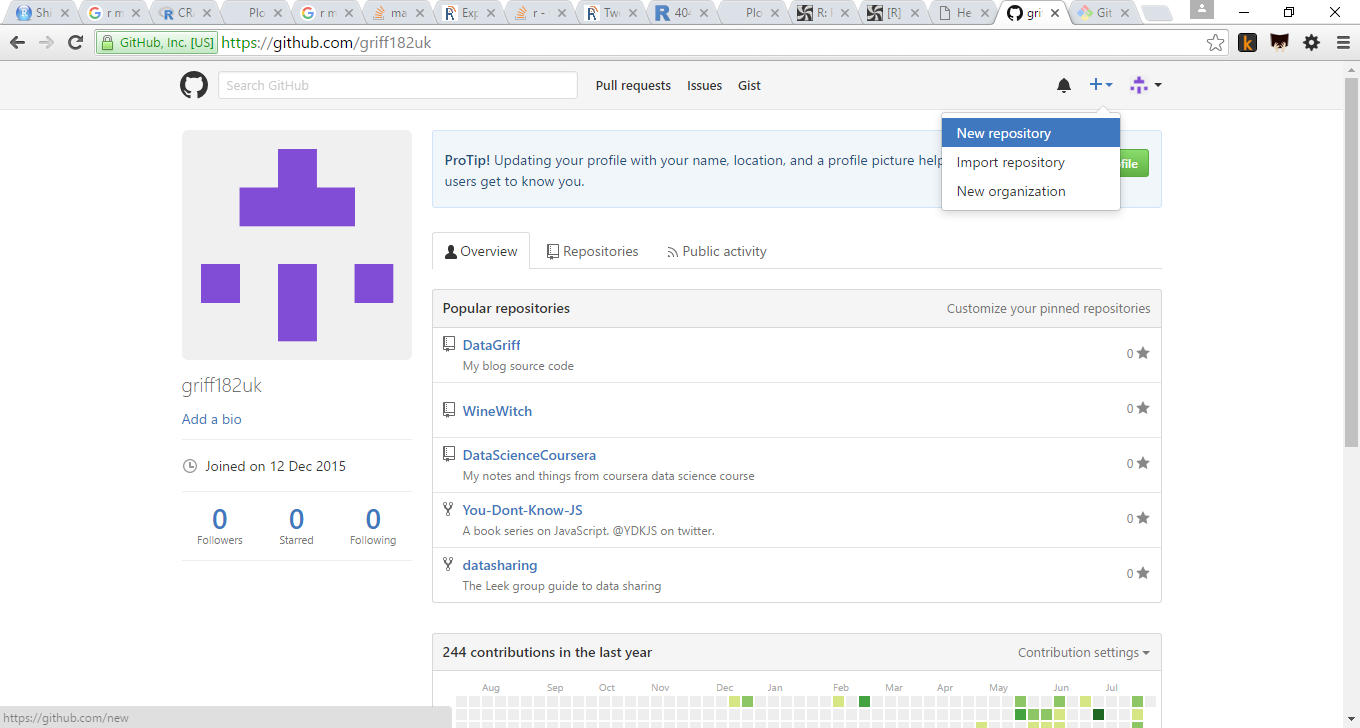 Shi
r m
CRa
Plo
r m
ma
Exp
r -
Two
404
Plo
R: 
[R]
He
grif
Git
GitHub, Inc. [US] https://github.com/griff182uk
Search GitHub
Pull requests Issues Gist
New repository
Import repository
New organization
ProTip! Updating your profile with your name, location, and a profile picture help
users get to know you.
file
Overview Repositories Public activity
Popular repositories Customize your pinned repositories
DataGriff
My blog source code
0
WineWitch
0
DataScienceCoursera
My notes and things from coursera data science course
0
You-Dont-Know-JS
A book series on JavaScript. @YDKJS on twitter.
0
datasharing
The Leek group guide to data sharing
0
griff182uk
Add a bio
Joined on 12 Dec 2015
0 0 0
Followers Starred Following
244 contributions in the last year Contribution settings
Aug Sep Oct Nov Dec Jan Feb Mar Apr May Jun Jul
https://github.com/new